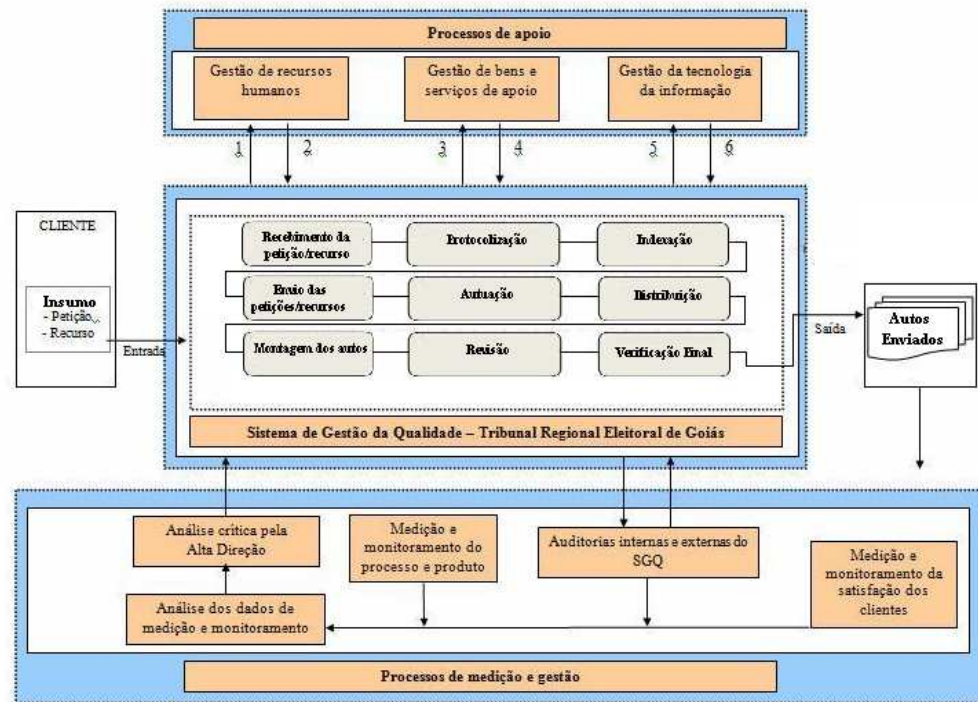 Processos de apoio
Gestão de recursos
humanos
Gestão de bens e
serviços de apoio
Gestão da tecnologia
da informação
1
2
3
4
5
6
CLIENTE
Insumo
- Petição
- Recurso
Entrada
Recebimento da
petição/recurso
Protocolização
Indexação
Envio das
petições/recursos
Autuação
Distribuição
Montagem dos autos
Revisão
Verificação Final
Saída
Autos
Enviados
Sistema de Gestão da Qualidade – Tribunal Regional Eleitoral de Goiás
Análise crítica pela
Alta Direção
Medição e
monitoramento do
processo e produto
Auditorias internas e externas do
SGQ
Medição e
monitoramento da
satisfação dos
clientes
Análise dos dados de
medição e monitoramento
Processos de medição e gestão